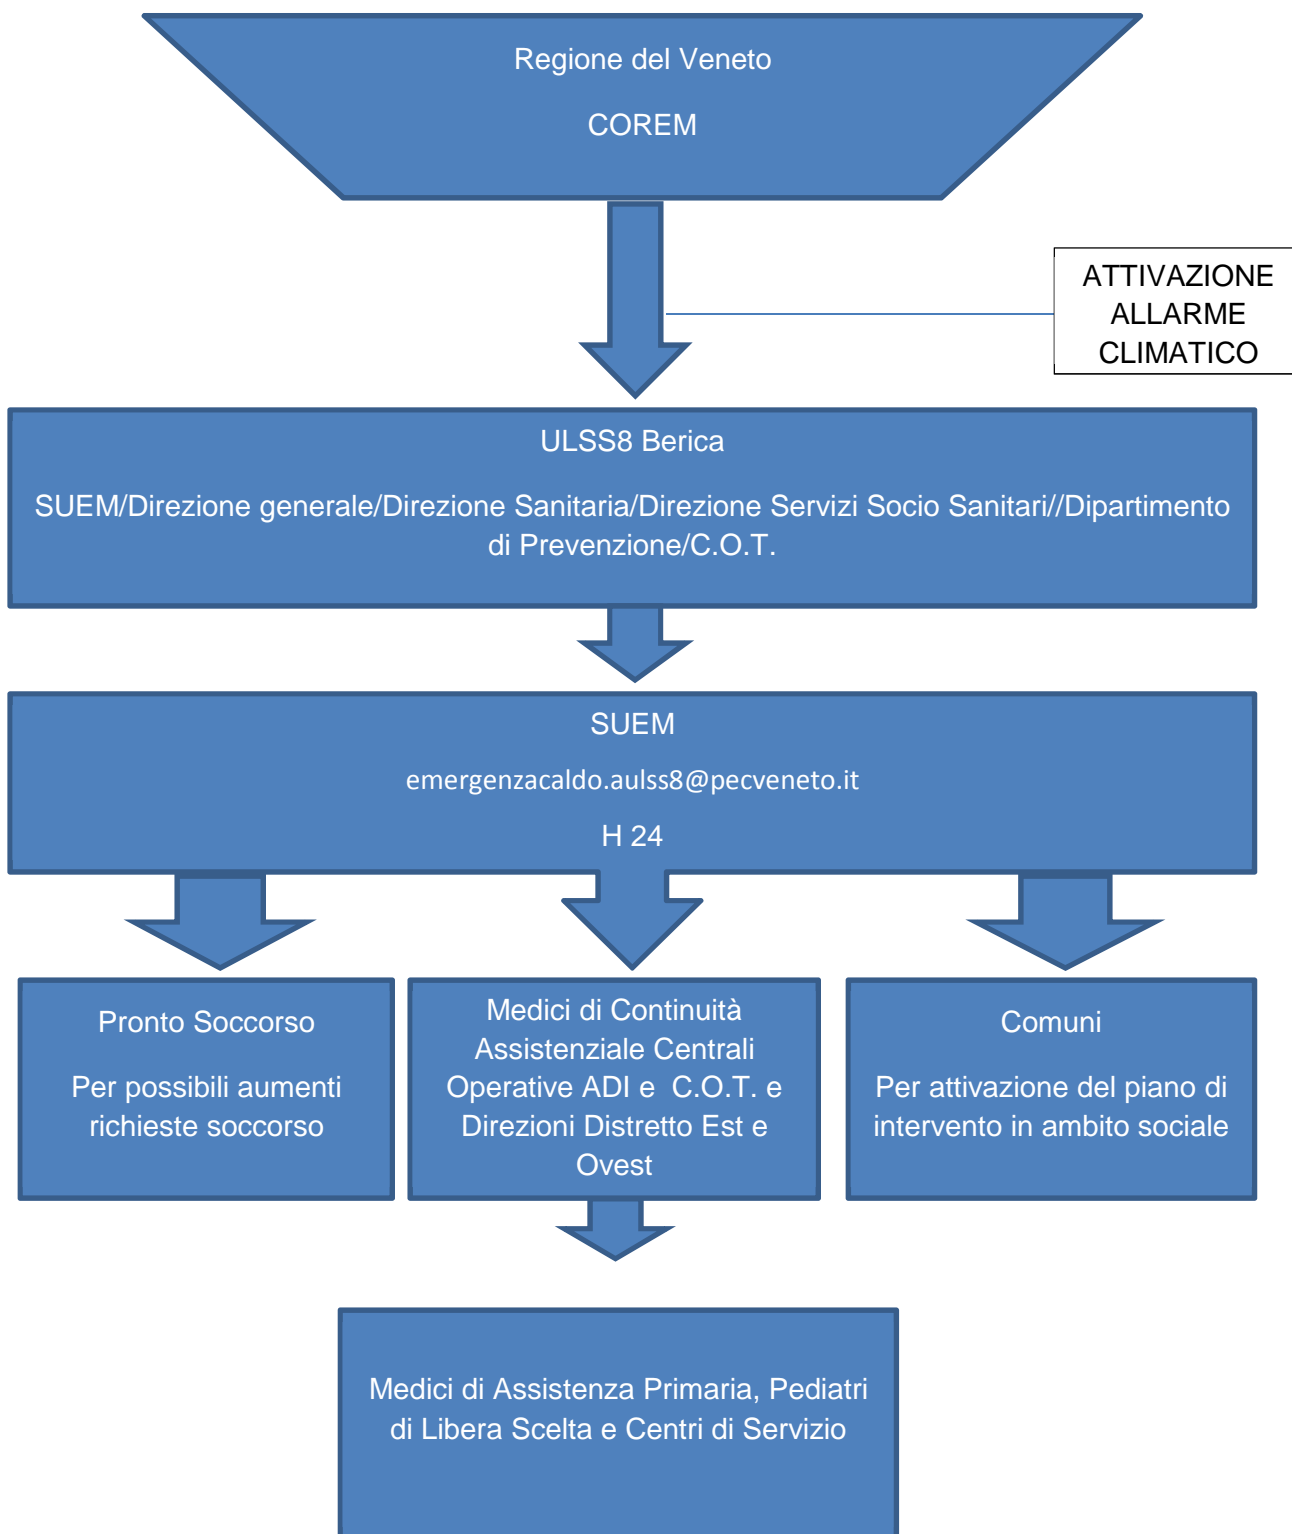 Regione del Veneto
COREM
ATTIVAZIONE
ALLARME
CLIMATICO
ULSS8 Berica
SUEM/Direzione generale/Direzione Sanitaria/Direzione Servizi Socio Sanitari//Dipartimento
di Prevenzione/C.O.T.
SUEM
emergenzacaldo.aulss8@pecveneto.it
H 24
Pronto Soccorso
Per possibili aumenti
richieste soccorso
Medici di Continuità
Assistenziale Centrali
Operative ADI e C.O.T. e
Direzioni Distretto Est e
Ovest
Comuni
Per attivazione del piano di
intervento in ambito sociale
Medici di Assistenza Primaria, Pediatri
di Libera Scelta e Centri di Servizio